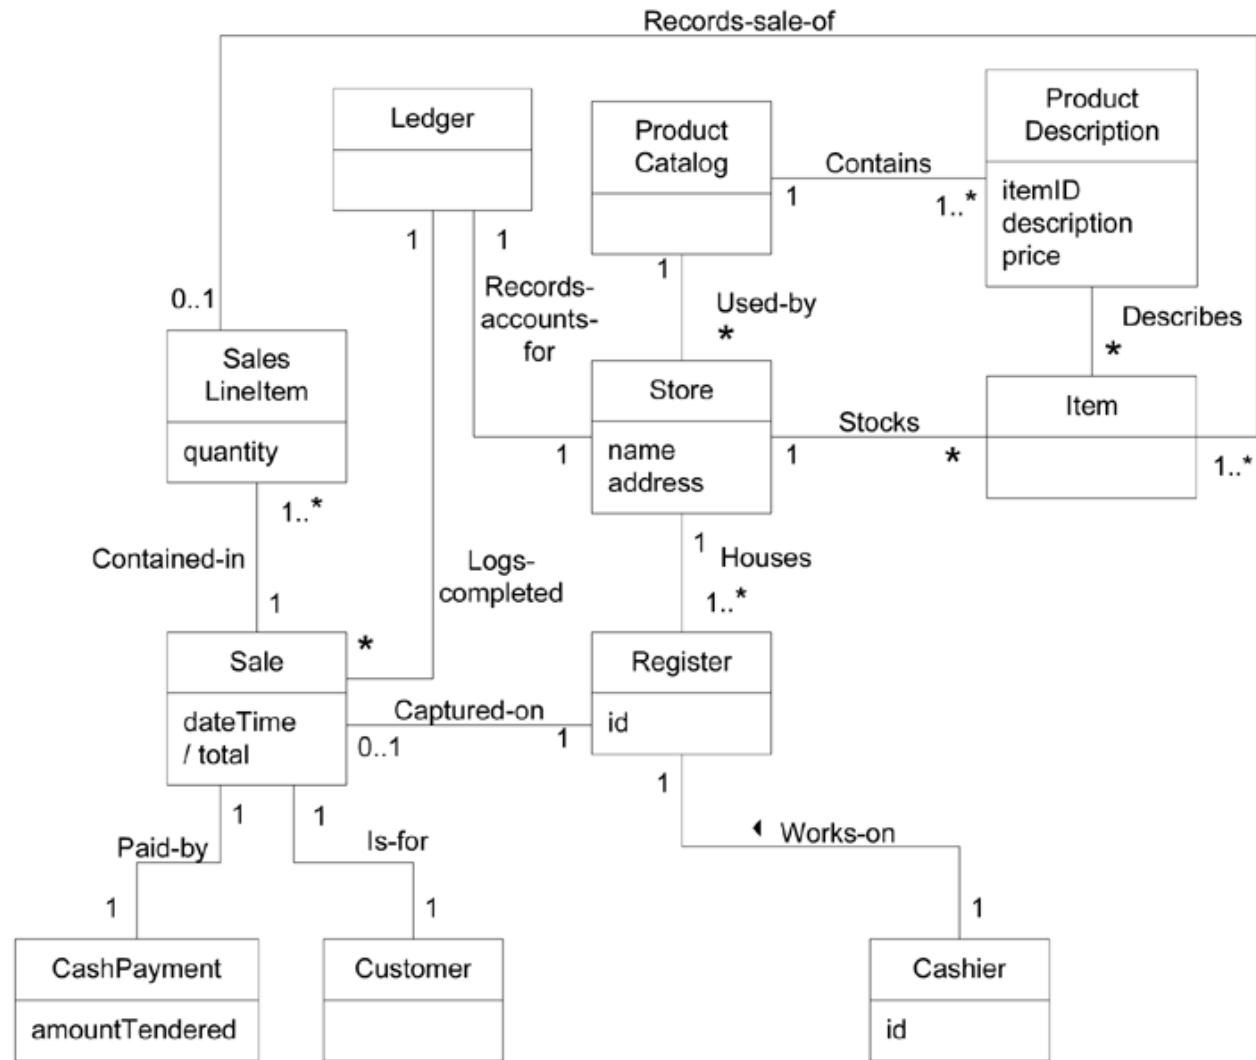 Records-sale-of
Ledger
Product
Catalog
Product
Description
Contains
1
1..*
itemID
description
price
1
1
1
Records-
accounts-
for
Used-by
*
Describes
*
0..1
Sales
LineItem
quantity
Store
name
address
Item
Stocks
1
1
*
1..*
1..*
Contained-in
1
Logs-
completed
*
1
Houses
1..*
Sale
dateTime
/ total
Captured-on
0..1
1
Register
id
1
1
1
Paid-by
Is-for
Works-on
1
1
1
CashPayment
amountTendered
Customer
Cashier
id